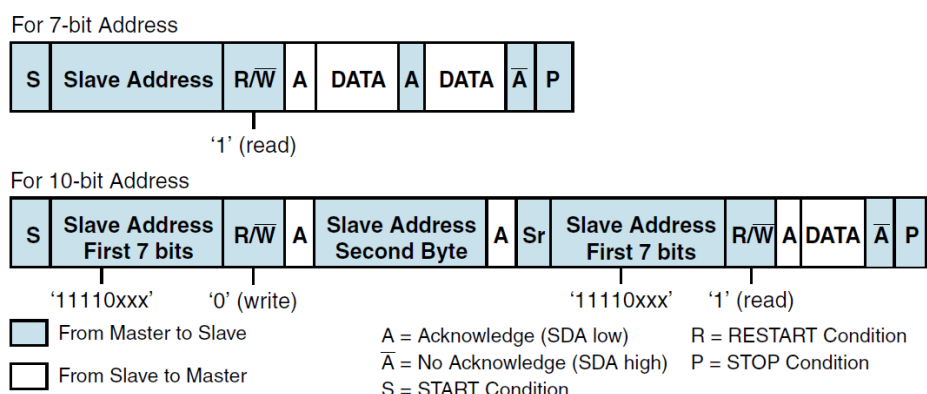 For 7-bit Address
S Slave Address R/W̅ A DATA A DATA A̅ P
‘1’ (read)
For 10-bit Address
S Slave Address First 7 bits R/W̅ A Slave Address Second Byte A Sr Slave Address First 7 bits R/W̅ A DATA A̅ P
‘11110xxx’ ‘0’ (write) ‘11110xxx’ ‘1’ (read)
From Master to Slave
From Slave to Master
A = Acknowledge (SDA low)
A̅ = No Acknowledge (SDA high)
S = START Condition
R = RESTART Condition
P = STOP Condition